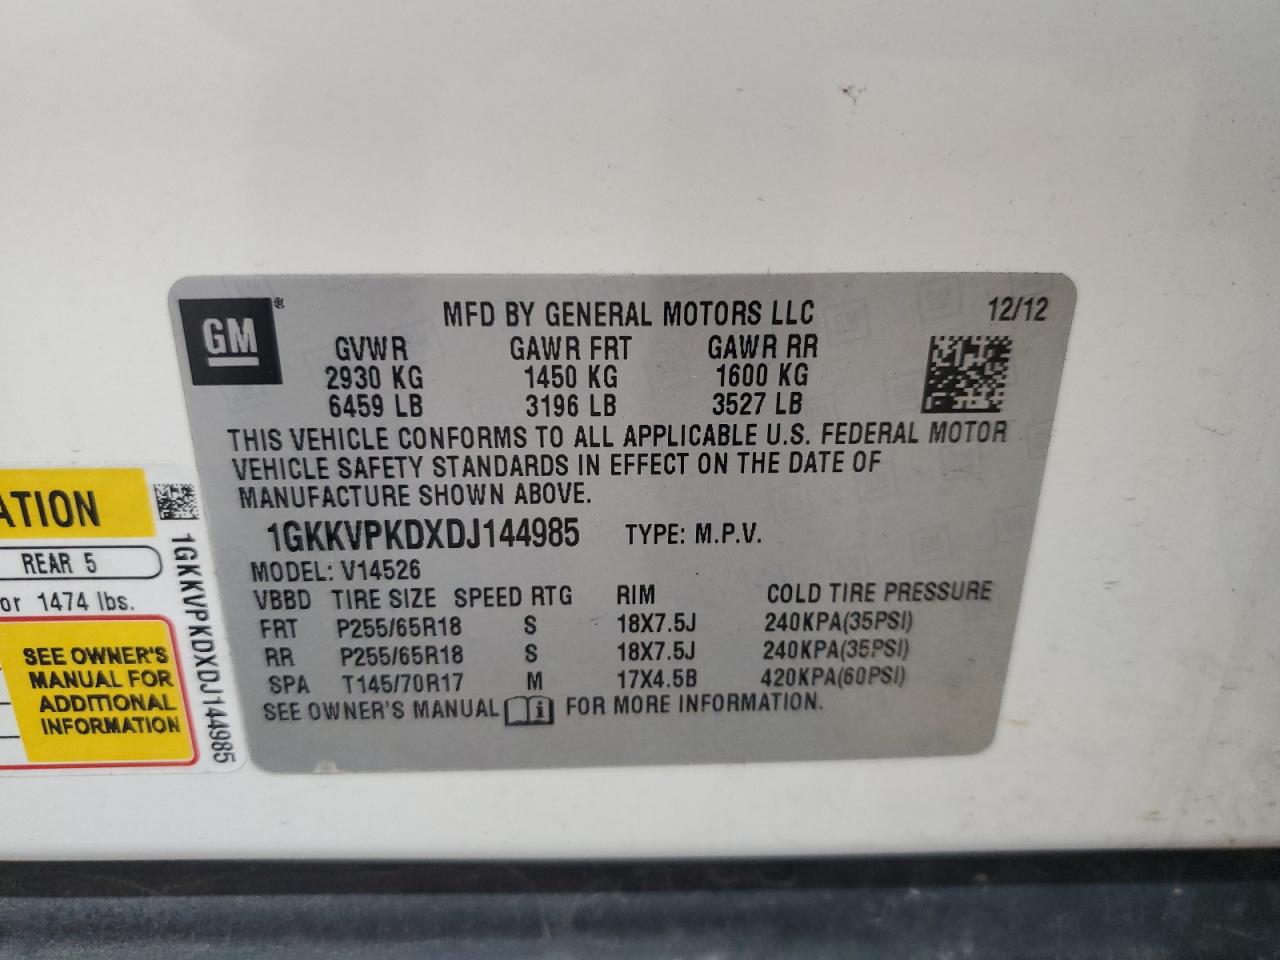 GM®
MFD BY GENERAL MOTORS LLC 12/12
GVWR GAWR FRT GAWR RR
2930 KG 1450 KG 1600 KG
6459 LB 3196 LB 3527 LB
THIS VEHICLE CONFORMS TO ALL APPLICABLE U.S. FEDERAL MOTOR
VEHICLE SAFETY STANDARDS IN EFFECT ON THE DATE OF
MANUFACTURE SHOWN ABOVE.
1GKKVPKDXDJ144985 TYPE: M.P.V.
MODEL: V14526
VBBD TIRE SIZE SPEED RTG RIM COLD TIRE PRESSURE
FRT P255/65R18 S 18X7.5J 240KPA(35PSI)
RR P255/65R18 S 18X7.5J 240KPA(35PSI)
SPA T145/70R17 M 17X4.5B 420KPA(60PSI)
SEE OWNER'S MANUAL FOR MORE INFORMATION.
ATION
REAR 5
or 1474 lbs.
SEE OWNER'S
MANUAL FOR
ADDITIONAL
INFORMATION
1GKKVPKDXDJ144985